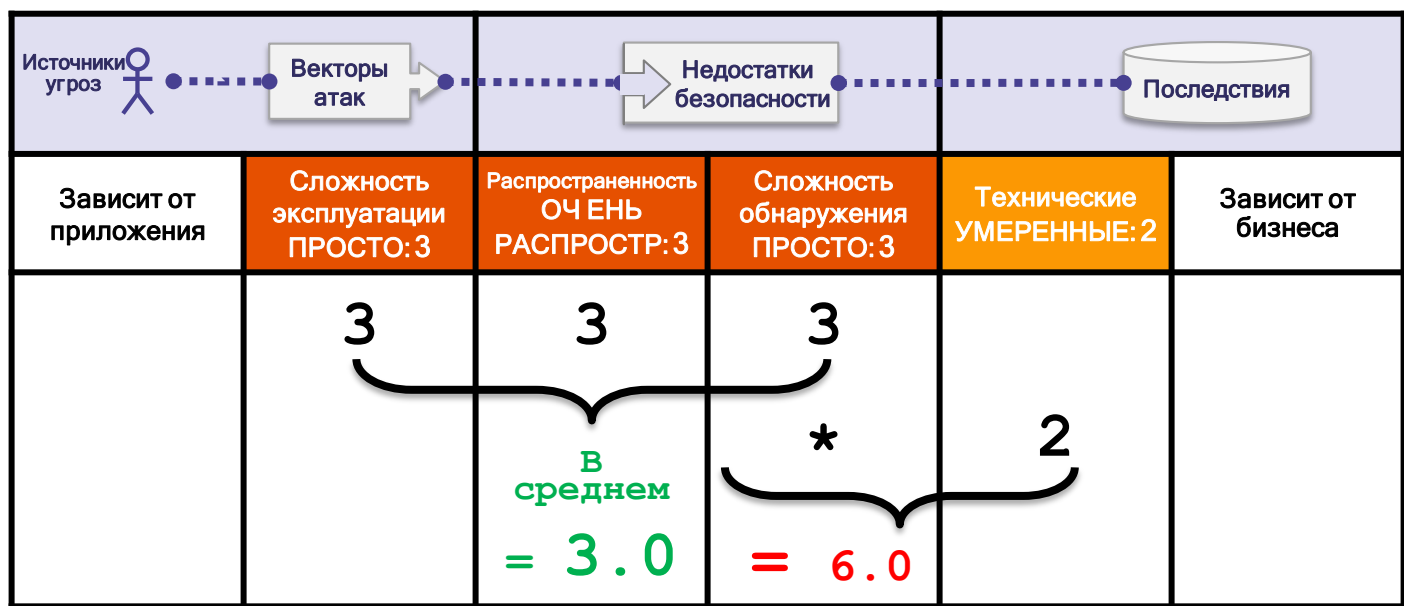 Источники
угроз
Векторы
атак
Недостатки
безопасности
Последствия
Зависит от
приложения
Сложность
эксплуатации
ПРОСТО: 3
Распространенность
ОЧ ЕНЬ
РАСПРОСТР: 3
Сложность
обнаружения
ПРОСТО: 3
Технические
УМЕРЕННЫЕ: 2
Зависит от
бизнеса
3 3 3
* 2
в
среднем
= 3.0 = 6.0